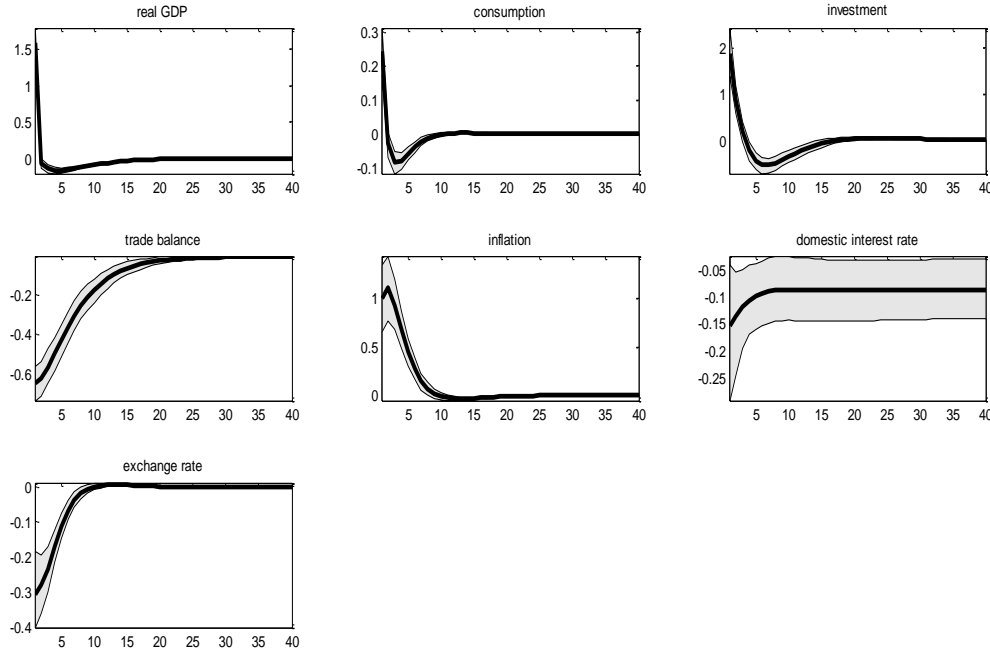 real GDP
1.5
1
0.5
0
5 10 15 20 25 30 35 40
consumption
0.3
0.2
0.1
0
-0.1
5 10 15 20 25 30 35 40
investment
2
1
0
5 10 15 20 25 30 35 40
trade balance
-0.2
-0.4
-0.6
5 10 15 20 25 30 35 40
inflation
1
0.5
0
5 10 15 20 25 30 35 40
domestic interest rate
-0.05
-0.1
-0.15
-0.2
-0.25
5 10 15 20 25 30 35 40
exchange rate
0
-0.1
-0.2
-0.3
-0.4
5 10 15 20 25 30 35 40